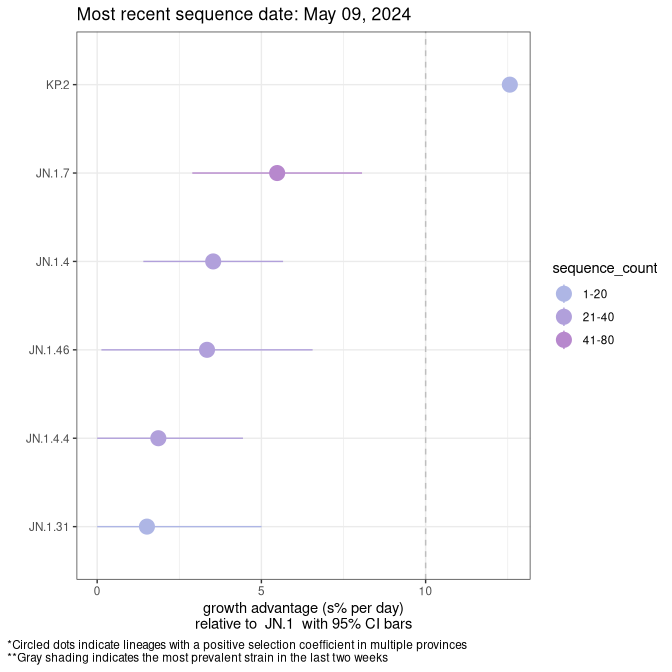 Most recent sequence date: May 09, 2024
KP.2
JN.1.7
JN.1.4
JN.1.46
JN.1.4.4
JN.1.31
0
5
10
growth advantage (s% per day)
relative to JN.1 with 95% CI bars
sequence_count
1-20
21-40
41-80
*Circled dots indicate lineages with a positive selection coefficient in multiple provinces
**Gray shading indicates the most prevalent strain in the last two weeks